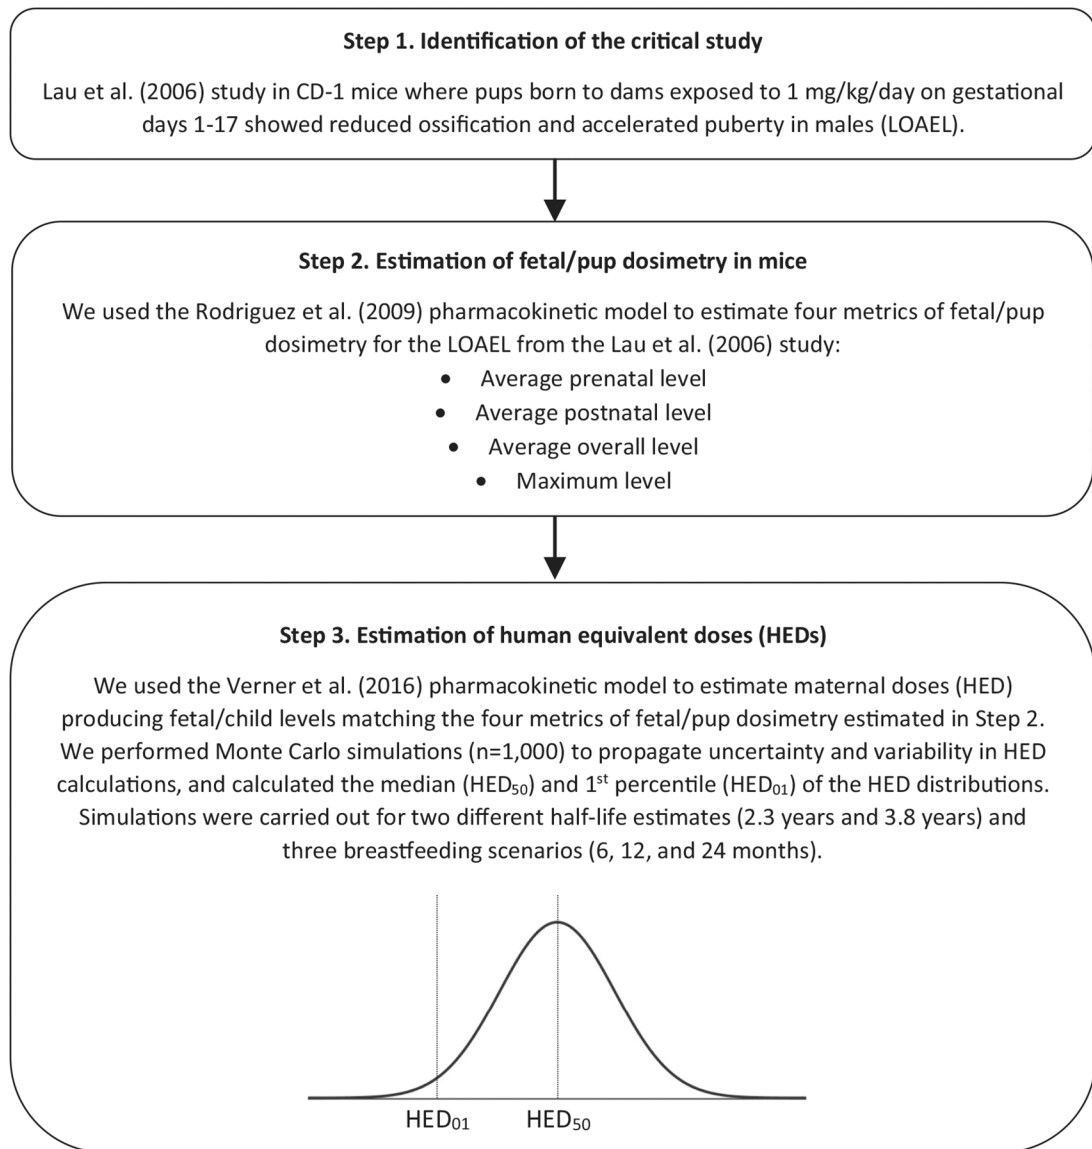 Step 1. Identification of the critical study
Lau et al. (2006) study in CD-1 mice where pups born to dams exposed to 1 mg/kg/day on gestational
days 1-17 showed reduced ossification and accelerated puberty in males (LOAEL).
Step 2. Estimation of fetal/pup dosimetry in mice
We used the Rodriguez et al. (2009) pharmacokinetic model to estimate four metrics of fetal/pup
dosimetry for the LOAEL from the Lau et al. (2006) study:
• Average prenatal level
• Average postnatal level
• Average overall level
• Maximum level
Step 3. Estimation of human equivalent doses (HEDs)
We used the Verner et al. (2016) pharmacokinetic model to estimate maternal doses (HED)
producing fetal/child levels matching the four metrics of fetal/pup dosimetry estimated in Step 2.
We performed Monte Carlo simulations (n=1,000) to propagate uncertainty and variability in HED
calculations, and calculated the median (HED₅₀) and 1ˢᵗ percentile (HED₀₁) of the HED distributions.
Simulations were carried out for two different half-life estimates (2.3 years and 3.8 years) and
three breastfeeding scenarios (6, 12, and 24 months).
HED₀₁ HED₅₀